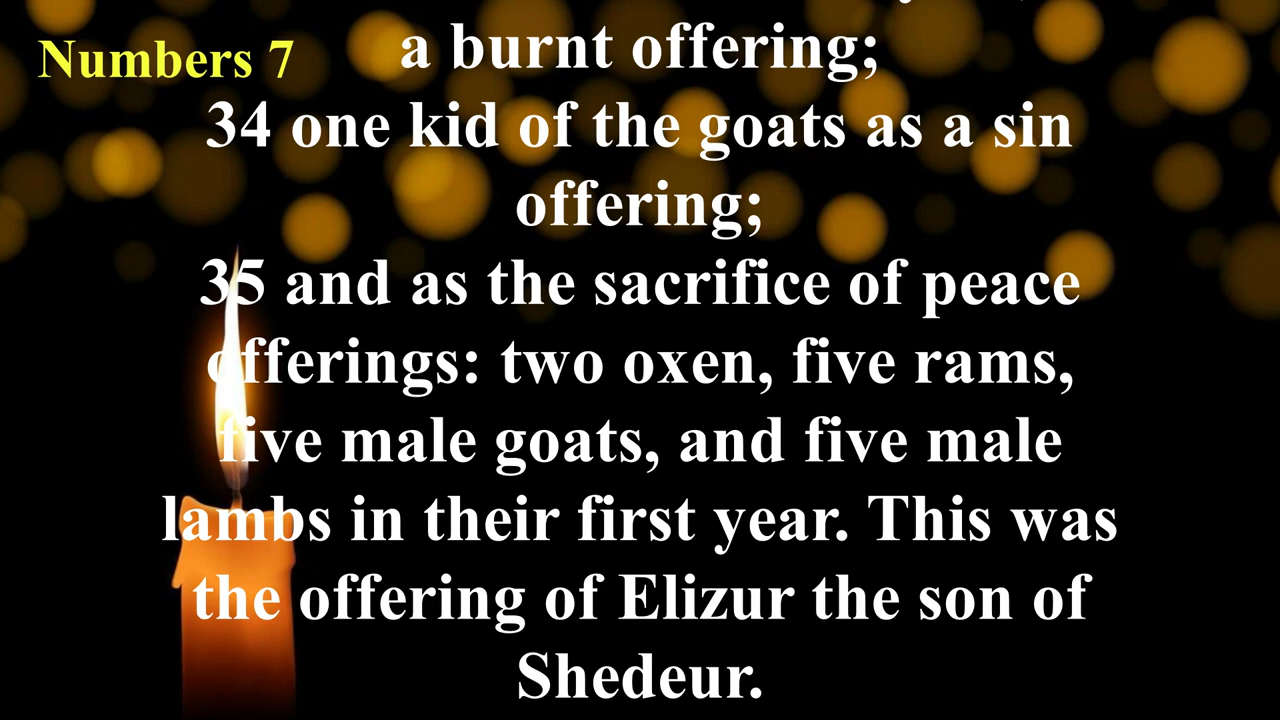 Numbers 7
a burnt offering;
34 one kid of the goats as a sin
offering;
35 and as the sacrifice of peace
offerings: two oxen, five rams,
five male goats, and five male
lambs in their first year. This was
the offering of Elizur the son of
Shedeur.